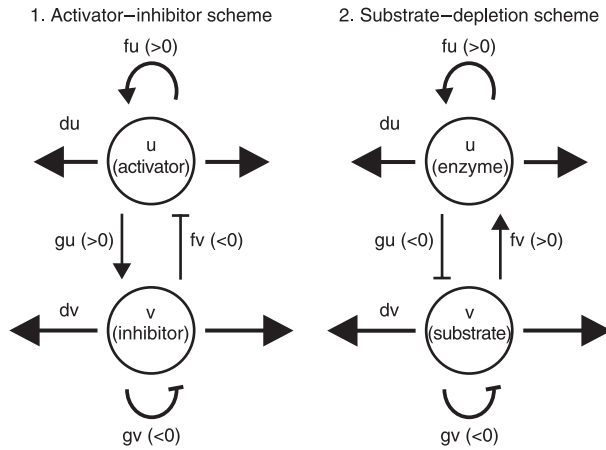 1. Activator−inhibitor scheme
fu (>0)
du
u
(activator)
gu (>0)
fv (<0)
dv
v
(inhibitor)
gv (<0)
2. Substrate−depletion scheme
fu (>0)
du
u
(enzyme)
gu (<0)
fv (>0)
dv
v
(substrate)
gv (<0)